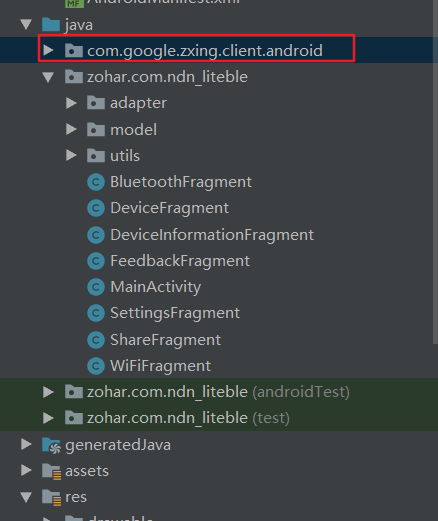 AndroidManifest.xml
java
com.google.zxing.client.android
zohar.com.ndn_liteble
adapter
model
utils
BluetoothFragment
DeviceFragment
DeviceInformationFragment
FeedbackFragment
MainActivity
SettingsFragment
ShareFragment
WiFiFragment
zohar.com.ndn_liteble (androidTest)
zohar.com.ndn_liteble (test)
generatedJava
assets
res
drawable